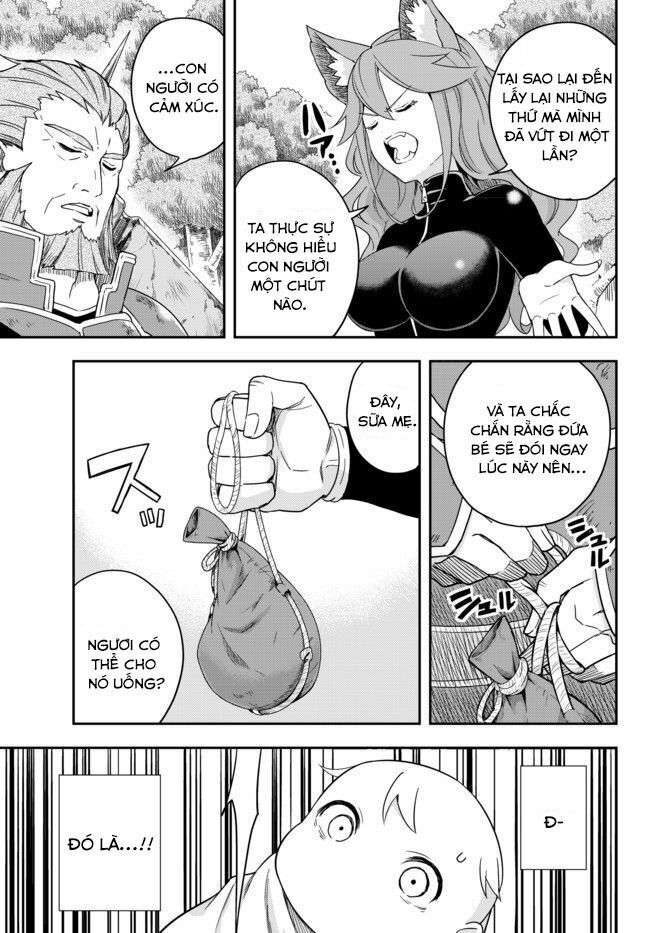 TẠI SAO LẠI ĐẾN
LẤY LẠI NHỮNG
THỨ MÀ MÌNH
ĐÃ VỨT ĐI MỘT
LẦN?
ハァ…
TA THỰC SỰ
KHÔNG HIỂU
CON NGƯỜI
MỘT CHÚT
NÀO.
...CON
NGƯỜI CÓ
CẢM XÚC.
VÀ TA CHẮC
CHẮN RẰNG ĐỨA
BÉ SẼ ĐÓI NGAY
LÚC NÀY NÊN...
シュル
シュル
ĐÂY,
SỮA MẸ.
ズッ
NGƯƠI CÓ
THỂ CHO
NÓ UỐNG?
Đ-
ĐÓ LÀ...!!